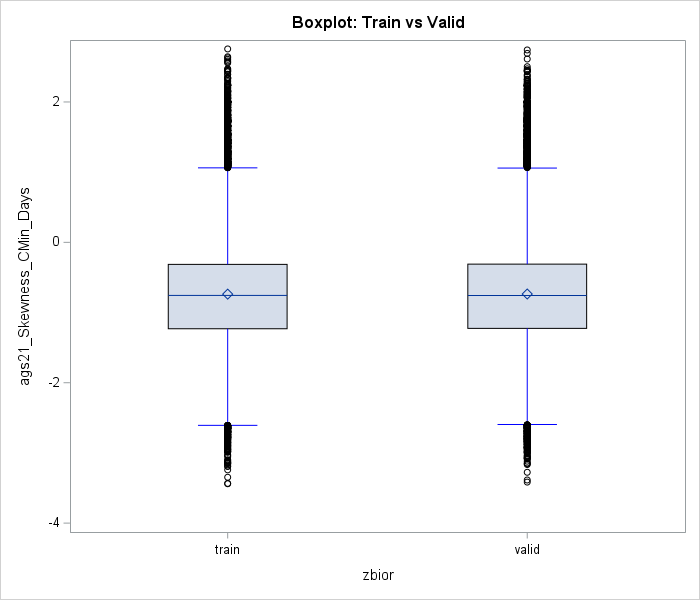 Boxplot: Train vs Valid
ags21_Skewness_CMin_Days
2
0
-2
-4
train
valid
zbior